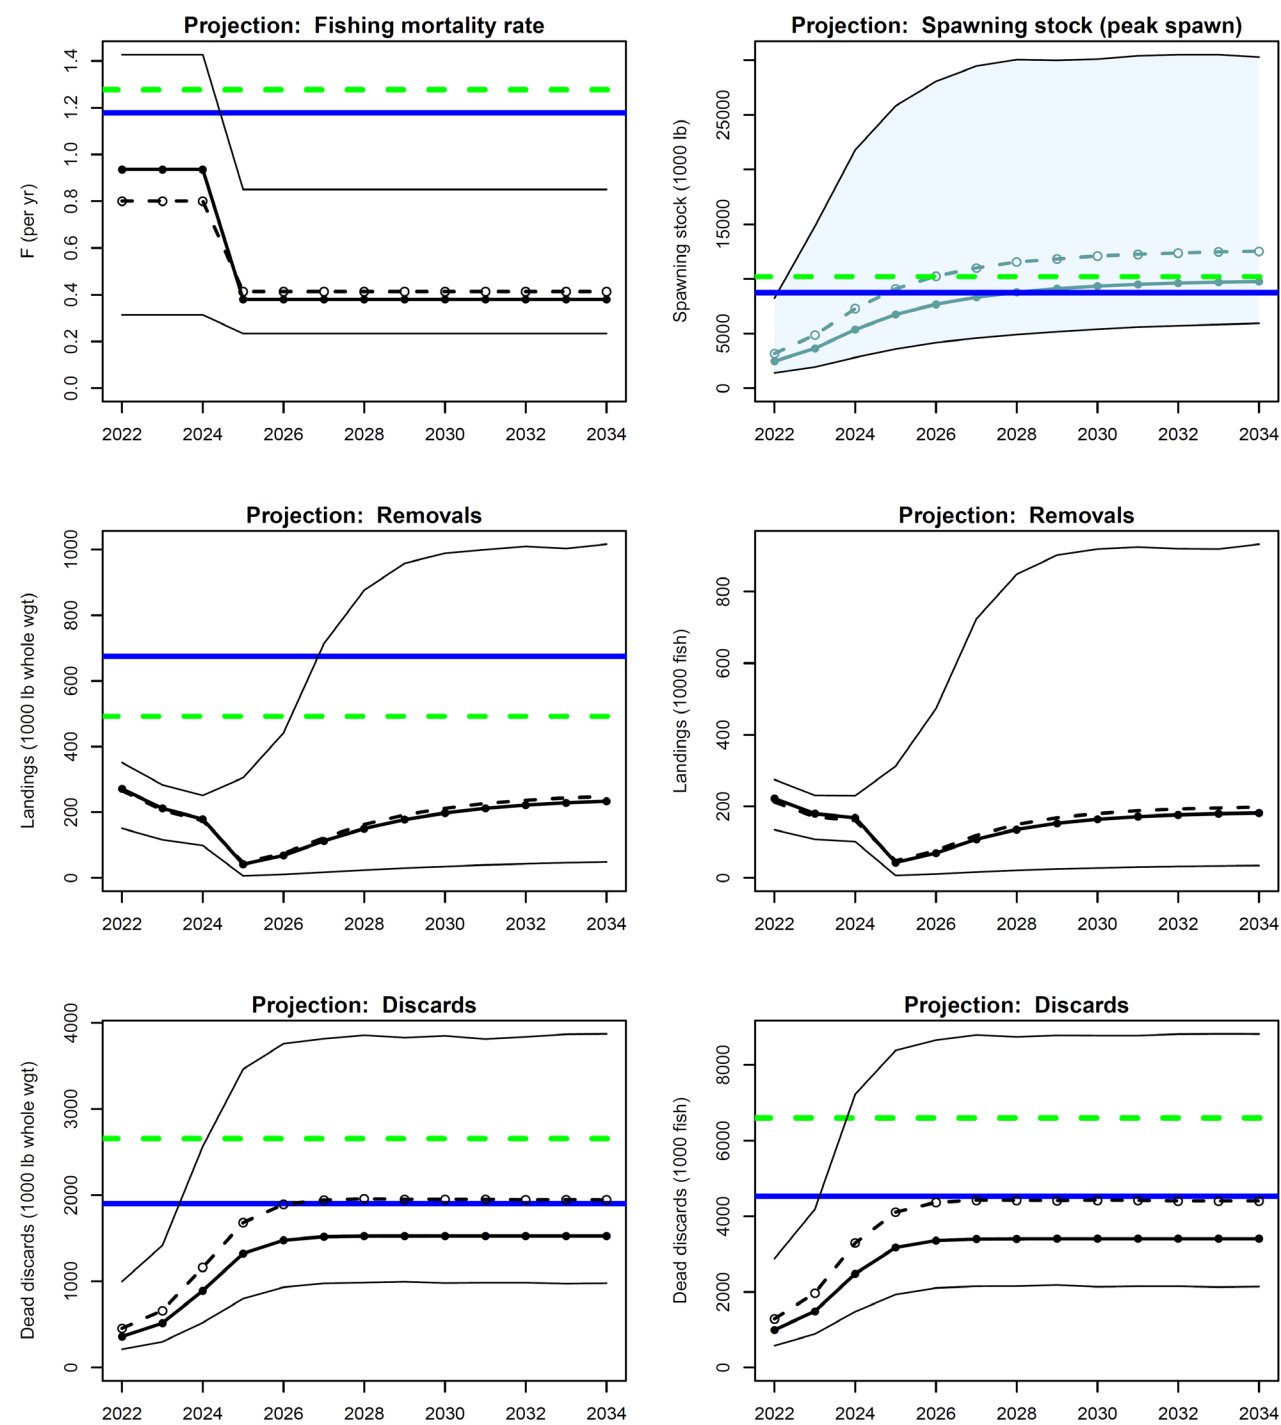 Projection:  Fishing mortality rate
F (per yr)
0.0 0.2 0.4 0.6 0.8 1.0 1.2 1.4
2022 2024 2026 2028 2030 2032 2034
Projection:  Spawning stock (peak spawn)
Spawning stock (1000 lb)
0 5000 15000 25000
2022 2024 2026 2028 2030 2032 2034
Projection:  Removals
Landings (1000 lb whole wgt)
0 200 400 600 800 1000
2022 2024 2026 2028 2030 2032 2034
Projection:  Removals
Landings (1000 fish)
0 200 400 600 800
2022 2024 2026 2028 2030 2032 2034
Projection:  Discards
Dead discards (1000 lb whole wgt)
0 1000 2000 3000 4000
2022 2024 2026 2028 2030 2032 2034
Projection:  Discards
Dead discards (1000 fish)
0 2000 4000 6000 8000
2022 2024 2026 2028 2030 2032 2034